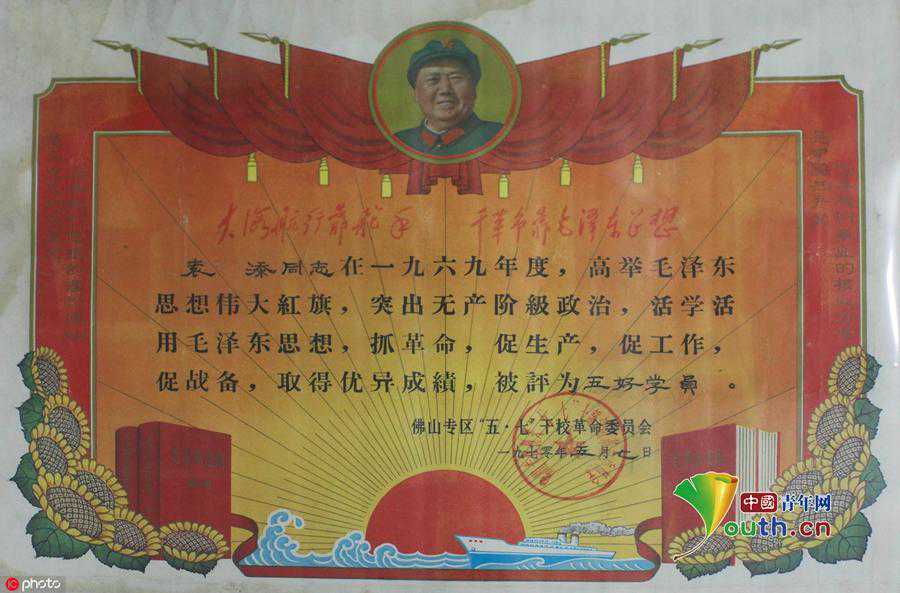 大海航行靠舵手 干革命靠毛泽东思想
袁添同志在一九六九年度，高举毛泽东
思想伟大紅旗，突出无产阶級政治，活学活
用毛泽东思想，抓革命，促生产，促工作，
促战备，取得优异成績，被評为五好学員。
佛山专区“五·七”干校革命委员会
一九七零年五月七日
中國青年网
youth.cn
iC photo